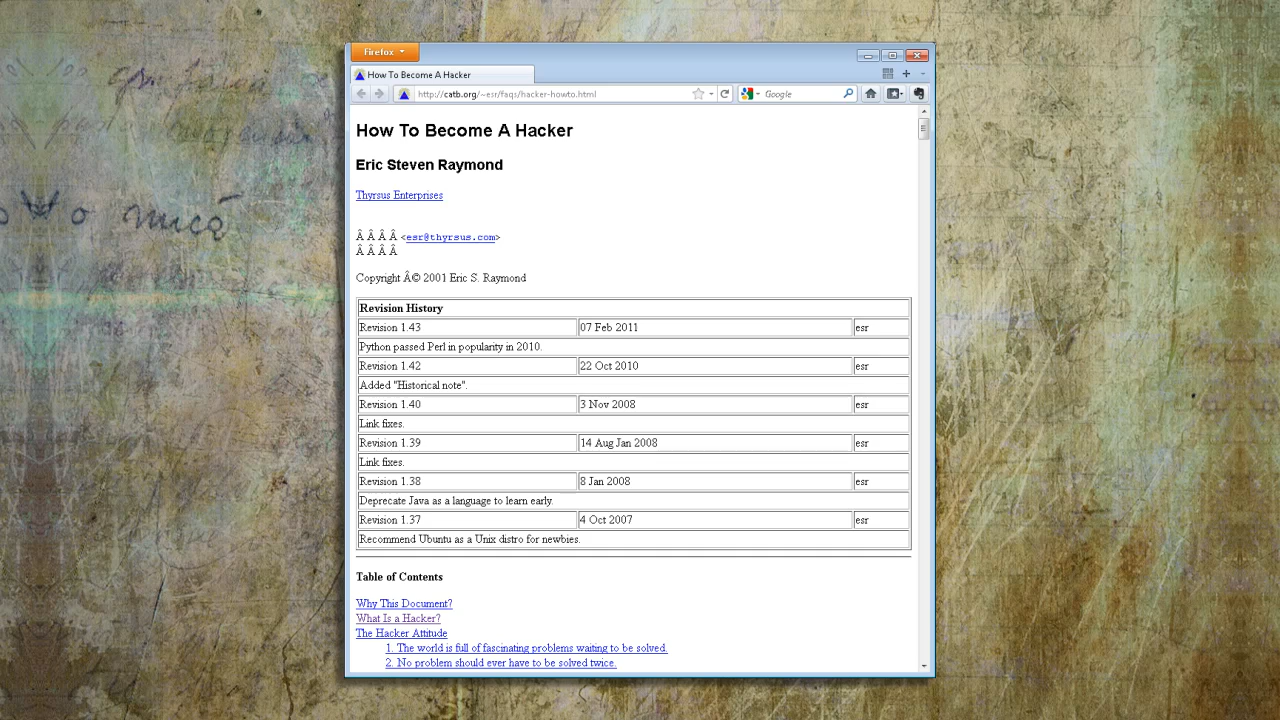 Firefox
How To Become A Hacker
http://catb.org/~esr/faqs/hacker-howto.html
Google
How To Become A Hacker
Eric Steven Raymond
Thyrsus Enterprises
Â Â Â Â <esr@thyrsus.com>
Â Â Â Â
Copyright Â© 2001 Eric S. Raymond
Revision History
Revision 1.43 07 Feb 2011 esr
Python passed Perl in popularity in 2010.
Revision 1.42 22 Oct 2010 esr
Added "Historical note".
Revision 1.40 3 Nov 2008 esr
Link fixes.
Revision 1.39 14 Aug Jan 2008 esr
Link fixes.
Revision 1.38 8 Jan 2008 esr
Deprecate Java as a language to learn early.
Revision 1.37 4 Oct 2007 esr
Recommend Ubuntu as a Unix distro for newbies.
Table of Contents
Why This Document?
What Is a Hacker?
The Hacker Attitude
1. The world is full of fascinating problems waiting to be solved.
2. No problem should ever have to be solved twice.